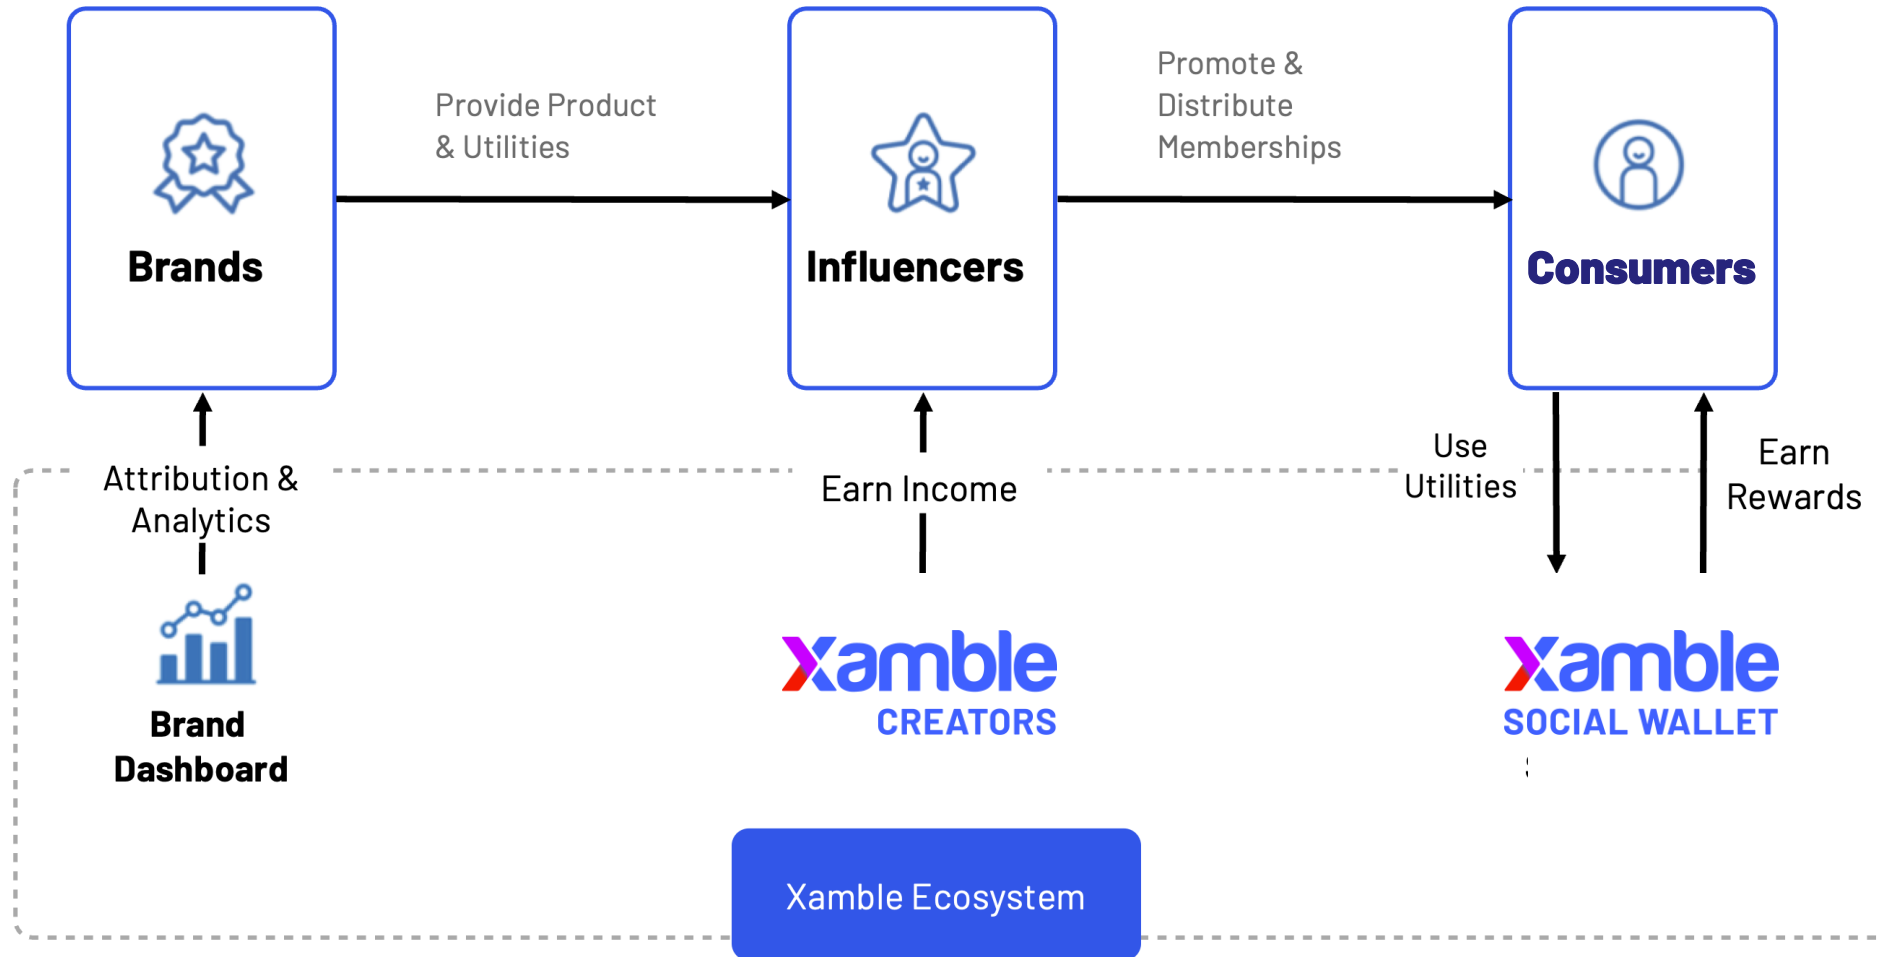 Provide Product
& Utilities
Promote &
Distribute
Memberships
Brands
Influencers
Consumers
Attribution &
Analytics
Earn Income
Use
Utilities
Earn
Rewards
Brand
Dashboard
Xamble
CREATORS
Xamble
SOCIAL WALLET
Xamble Ecosystem